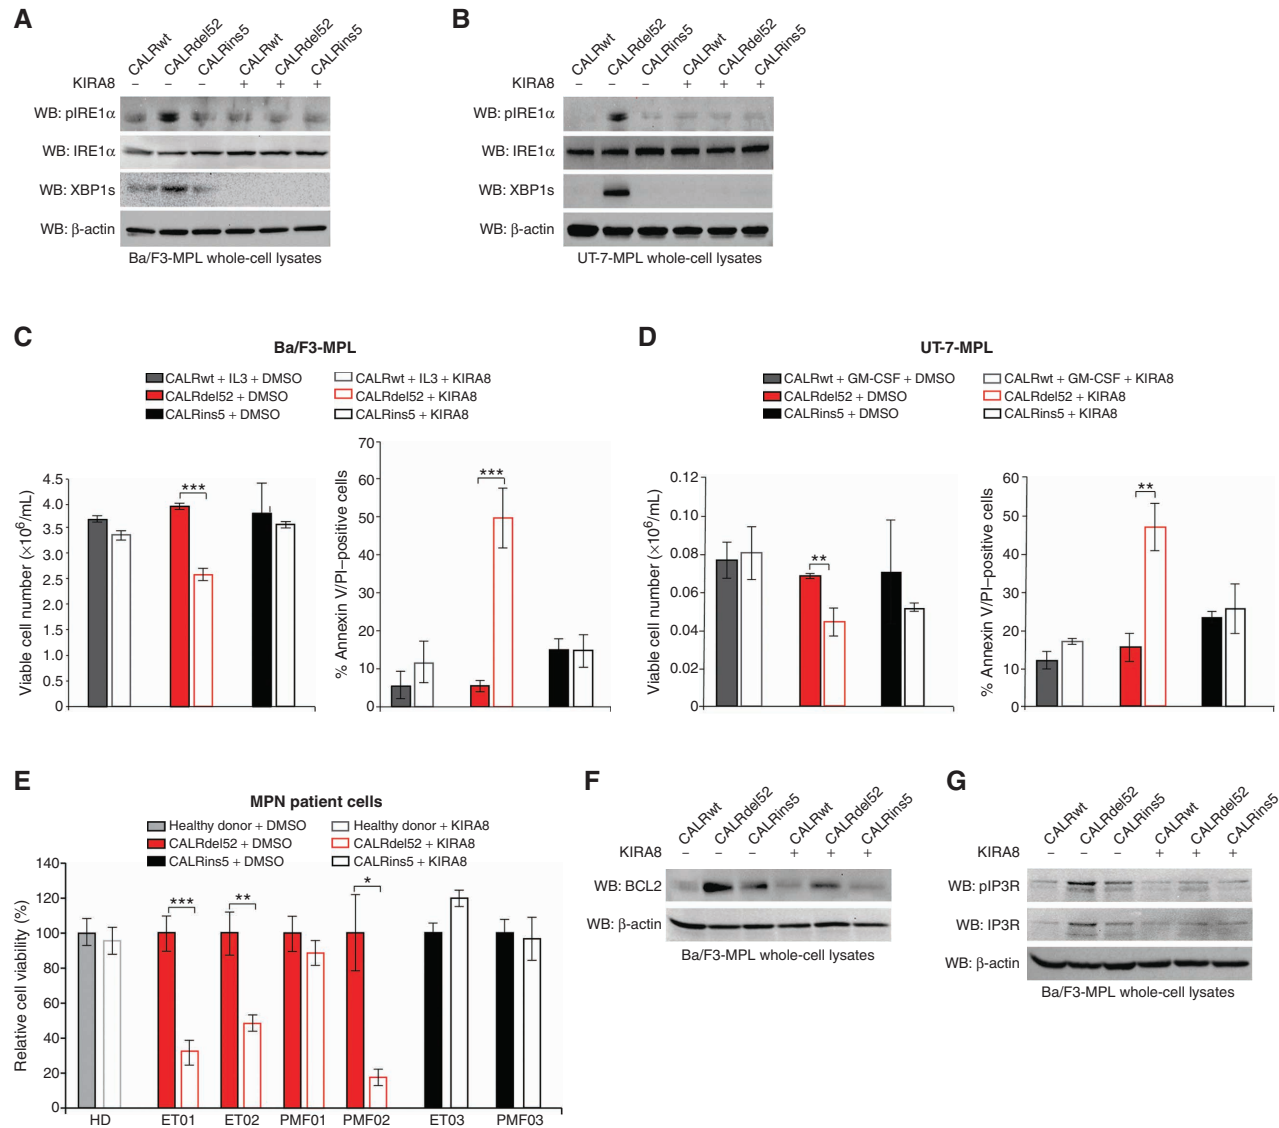 A
CALRwt CALRdel52 CALRins5 CALRwt CALRdel52 CALRins5
KIRA8 – – – + + +
WB: pIRE1α
WB: IRE1α
WB: XBP1s
WB: β-actin
Ba/F3-MPL whole-cell lysates
B
CALRwt CALRdel52 CALRins5 CALRwt CALRdel52 CALRins5
KIRA8 – – – + + +
WB: pIRE1α
WB: IRE1α
WB: XBP1s
WB: β-actin
UT-7-MPL whole-cell lysates
C
Ba/F3-MPL
CALRwt + IL3 + DMSO
CALRwt + IL3 + KIRA8
CALRdel52 + DMSO
CALRdel52 + KIRA8
CALRins5 + DMSO
CALRins5 + KIRA8
Viable cell number (×10⁶/mL)
4.5
4.0
3.5
3.0
2.5
2.0
1.5
1.0
0.5
0
***
% Annexin V/PI–positive cells
70
60
50
40
30
20
10
0
***
D
UT-7-MPL
CALRwt + GM-CSF + DMSO
CALRwt + GM-CSF + KIRA8
CALRdel52 + DMSO
CALRdel52 + KIRA8
CALRins5 + DMSO
CALRins5 + KIRA8
Viable cell number (×10⁶/mL)
0.12
0.10
0.08
0.06
0.04
0.02
0
**
% Annexin V/PI–positive cells
60
50
40
30
20
10
0
**
E
MPN patient cells
Healthy donor + DMSO
Healthy donor + KIRA8
CALRdel52 + DMSO
CALRdel52 + KIRA8
CALRins5 + DMSO
CALRins5 + KIRA8
Relative cell viability (%)
140
120
100
80
60
40
20
0
*** ** *
HD ET01 ET02 PMF01 PMF02 ET03 PMF03
F
CALRwt CALRdel52 CALRins5 CALRwt CALRdel52 CALRins5
KIRA8 – – – + + +
WB: BCL2
WB: β-actin
Ba/F3-MPL whole-cell lysates
G
CALRwt CALRdel52 CALRins5 CALRwt CALRdel52 CALRins5
KIRA8 – – – + + +
WB: pIP3R
WB: IP3R
WB: β-actin
Ba/F3-MPL whole-cell lysates